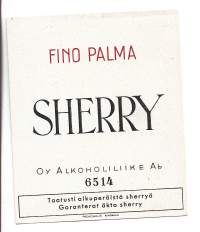 FINO PALMA
SHERRY
OY ALKOHOLILIIKE AB
6514
Taatusti alkuperäistä sherryä
Garanterat äkta sherry